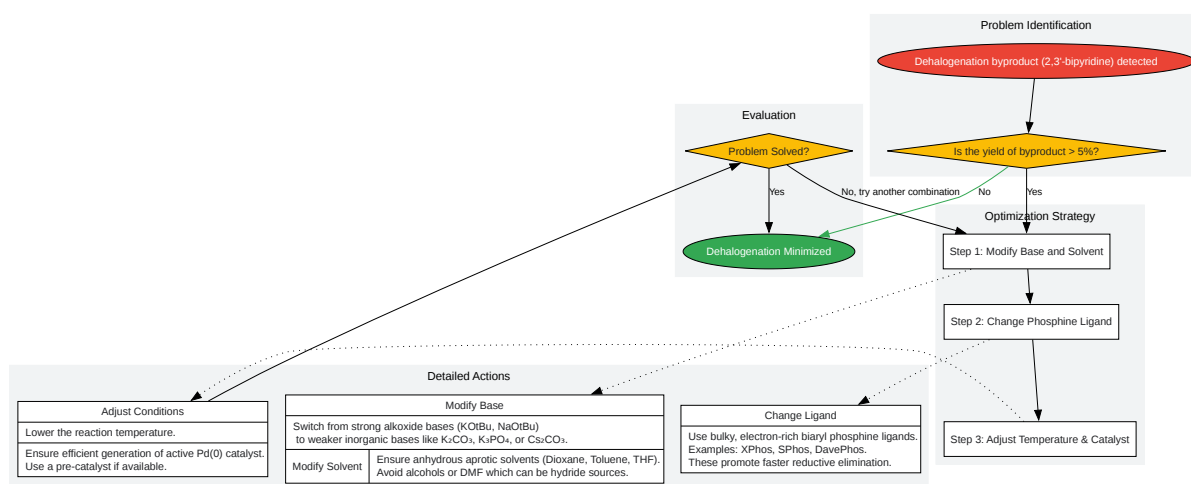 Problem Identification
Dehalogenation byproduct (2,3'-bipyridine) detected
Is the yield of byproduct > 5%?
Evaluation
Problem Solved?
Yes
No, try another combination
No
Yes
Dehalogenation Minimized
Optimization Strategy
Step 1: Modify Base and Solvent
Step 2: Change Phosphine Ligand
Step 3: Adjust Temperature & Catalyst
Detailed Actions
Adjust Conditions
Lower the reaction temperature.
Ensure efficient generation of active Pd(0) catalyst.
Use a pre-catalyst if available.
Modify Base
Switch from strong alkoxide bases (KOtBu, NaOtBu)
to weaker inorganic bases like K₂CO₃, K₃PO₄, or Cs₂CO₃.
Modify Solvent
Ensure anhydrous aprotic solvents (Dioxane, Toluene, THF).
Avoid alcohols or DMF which can be hydride sources.
Change Ligand
Use bulky, electron-rich biaryl phosphine ligands.
Examples: XPhos, SPhos, DavePhos.
These promote faster reductive elimination.